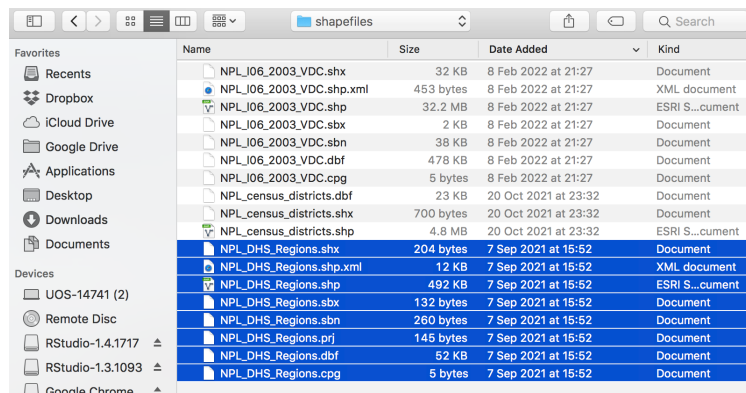 shapefiles
Search
Favorites
Recents
Dropbox
iCloud Drive
Google Drive
Applications
Desktop
Downloads
Documents
Devices
UOS-14741 (2)
Remote Disc
RStudio-1.4.1717
RStudio-1.3.1093
Google Chrome
Name Size Date Added Kind
NPL_l06_2003_VDC.shx 32 KB 8 Feb 2022 at 21:27 Document
NPL_l06_2003_VDC.shp.xml 453 bytes 8 Feb 2022 at 21:27 XML document
NPL_l06_2003_VDC.shp 32.2 MB 8 Feb 2022 at 21:27 ESRI S...cument
NPL_l06_2003_VDC.sbx 2 KB 8 Feb 2022 at 21:27 Document
NPL_l06_2003_VDC.sbn 38 KB 8 Feb 2022 at 21:27 Document
NPL_l06_2003_VDC.dbf 478 KB 8 Feb 2022 at 21:27 Document
NPL_l06_2003_VDC.cpg 5 bytes 8 Feb 2022 at 21:27 Document
NPL_census_districts.dbf 23 KB 20 Oct 2021 at 23:32 Document
NPL_census_districts.shx 700 bytes 20 Oct 2021 at 23:32 Document
NPL_census_districts.shp 4.8 MB 20 Oct 2021 at 23:32 ESRI S...cument
NPL_DHS_Regions.shx 204 bytes 7 Sep 2021 at 15:52 Document
NPL_DHS_Regions.shp.xml 12 KB 7 Sep 2021 at 15:52 XML document
NPL_DHS_Regions.shp 492 KB 7 Sep 2021 at 15:52 ESRI S...cument
NPL_DHS_Regions.sbx 132 bytes 7 Sep 2021 at 15:52 Document
NPL_DHS_Regions.sbn 260 bytes 7 Sep 2021 at 15:52 Document
NPL_DHS_Regions.prj 145 bytes 7 Sep 2021 at 15:52 Document
NPL_DHS_Regions.dbf 52 KB 7 Sep 2021 at 15:52 Document
NPL_DHS_Regions.cpg 5 bytes 7 Sep 2021 at 15:52 Document